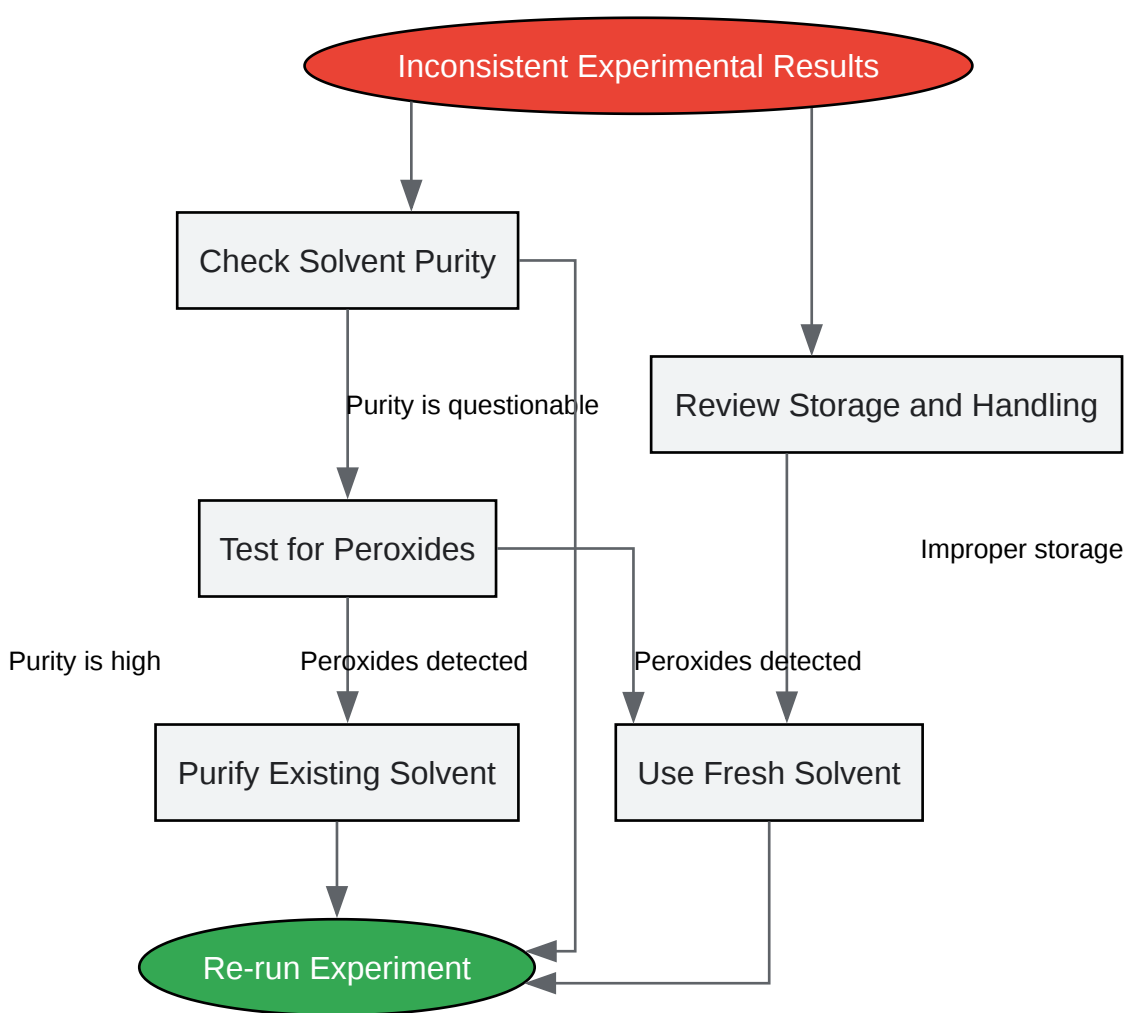 Inconsistent Experimental Results
Check Solvent Purity
Purity is questionable
Review Storage and Handling
Test for Peroxides
Improper storage
Purity is high
Peroxides detected
Peroxides detected
Purify Existing Solvent
Use Fresh Solvent
Re-run Experiment